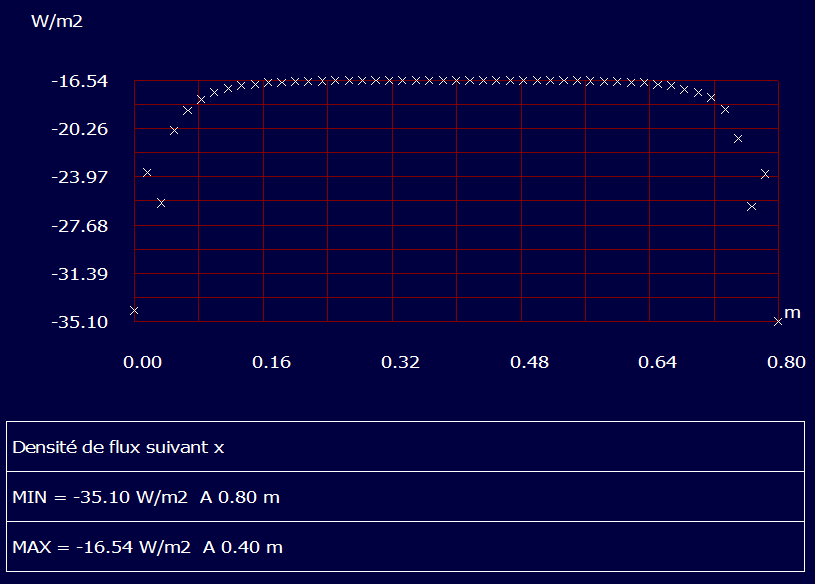 W/m2
-16.54
-20.26
-23.97
-27.68
-31.39
-35.10
m
0.00 0.16 0.32 0.48 0.64 0.80
Densité de flux suivant x
MIN = -35.10 W/m2  A 0.80 m
MAX = -16.54 W/m2  A 0.40 m